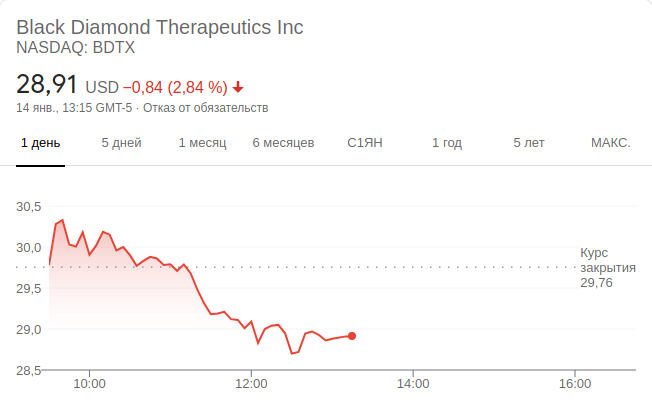 Black Diamond Therapeutics Inc
NASDAQ: BDTX
28,91 USD −0,84 (2,84 %)
14 янв., 13:15 GMT-5 · Отказ от обязательств
1 день 5 дней 1 месяц 6 месяцев С1ЯН 1 год 5 лет МАКС.
30,5
30,0
29,5
29,0
28,5
Курс
закрытия
29,76
10:00 12:00 14:00 16:00